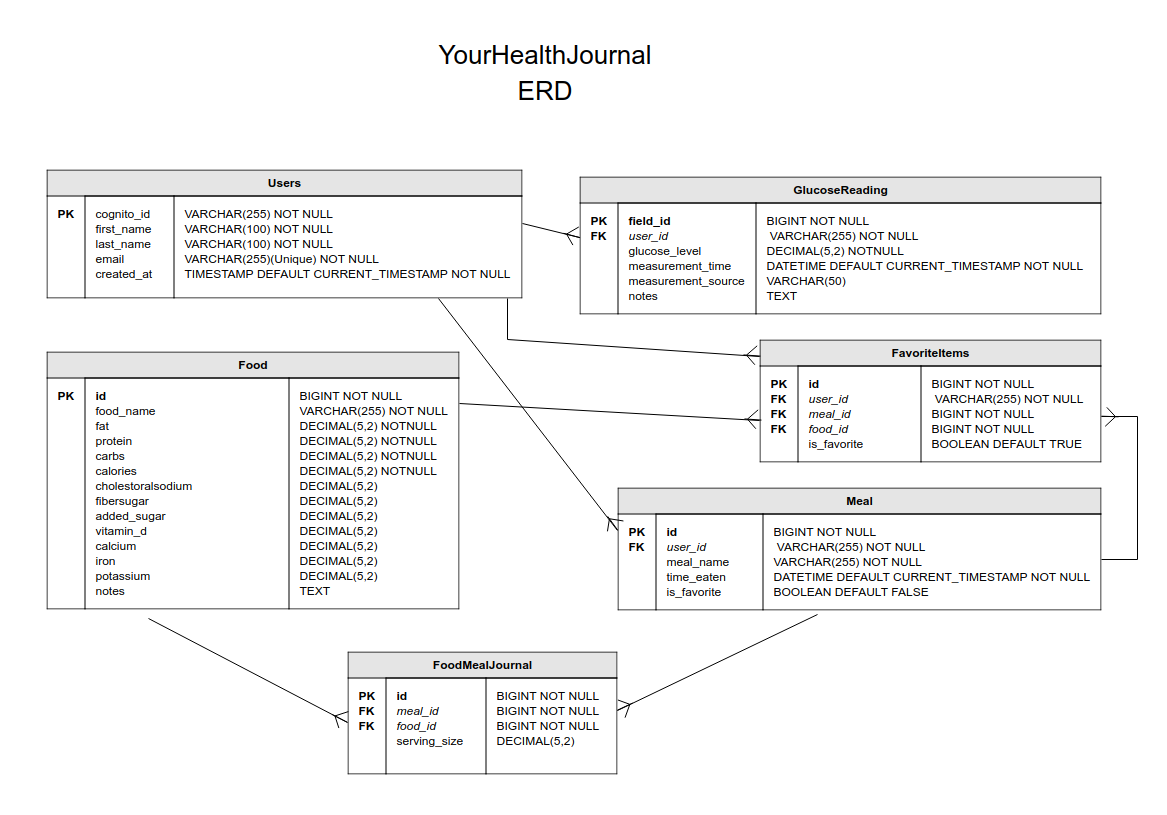 YourHealthJournal
ERD
Users
PK cognito_id VARCHAR(255) NOT NULL
first_name VARCHAR(100) NOT NULL
last_name VARCHAR(100) NOT NULL
email VARCHAR(255)(Unique) NOT NULL
created_at TIMESTAMP DEFAULT CURRENT_TIMESTAMP NOT NULL
GlucoseReading
PK field_id BIGINT NOT NULL
FK user_id VARCHAR(255) NOT NULL
glucose_level DECIMAL(5,2) NOTNULL
measurement_time DATETIME DEFAULT CURRENT_TIMESTAMP NOT NULL
measurement_source VARCHAR(50)
notes TEXT
Food
PK id BIGINT NOT NULL
food_name VARCHAR(255) NOT NULL
fat DECIMAL(5,2) NOTNULL
protein DECIMAL(5,2) NOTNULL
carbs DECIMAL(5,2) NOTNULL
calories DECIMAL(5,2) NOTNULL
cholestoralsodium DECIMAL(5,2)
fibersugar DECIMAL(5,2)
added_sugar DECIMAL(5,2)
vitamin_d DECIMAL(5,2)
calcium DECIMAL(5,2)
iron DECIMAL(5,2)
potassium DECIMAL(5,2)
notes TEXT
FavoriteItems
PK id BIGINT NOT NULL
FK user_id VARCHAR(255) NOT NULL
FK meal_id BIGINT NOT NULL
FK food_id BIGINT NOT NULL
is_favorite BOOLEAN DEFAULT TRUE
Meal
PK id BIGINT NOT NULL
FK user_id VARCHAR(255) NOT NULL
meal_name VARCHAR(255) NOT NULL
time_eaten DATETIME DEFAULT CURRENT_TIMESTAMP NOT NULL
is_favorite BOOLEAN DEFAULT FALSE
FoodMealJournal
PK id BIGINT NOT NULL
FK meal_id BIGINT NOT NULL
FK food_id BIGINT NOT NULL
serving_size DECIMAL(5,2)